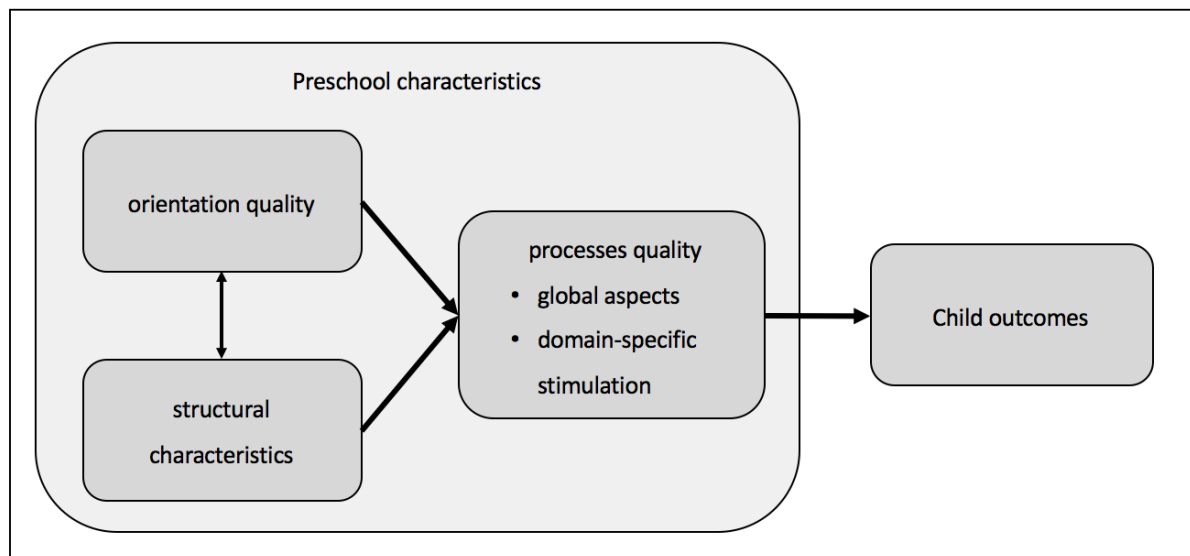 Preschool characteristics
orientation quality
structural
characteristics
processes quality
• global aspects
• domain-specific
stimulation
Child outcomes